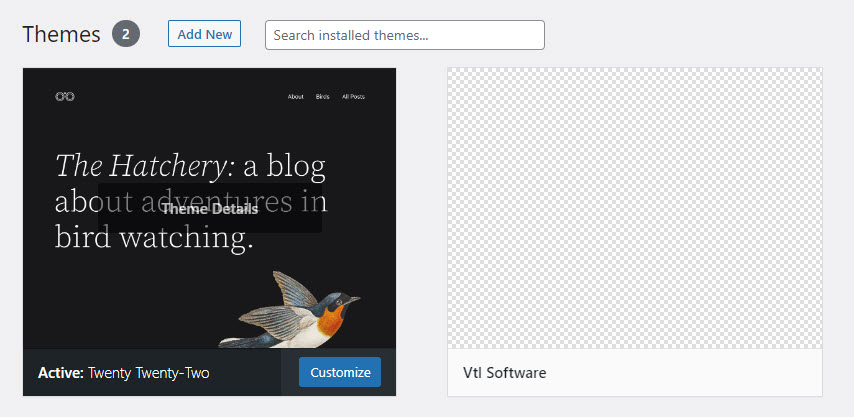 Themes 2 Add New Search installed themes...
About Birds All Posts
The Hatchery: a blog
about adventures in
Theme Details
bird watching.
Active: Twenty Twenty-Two Customize
Vtl Software